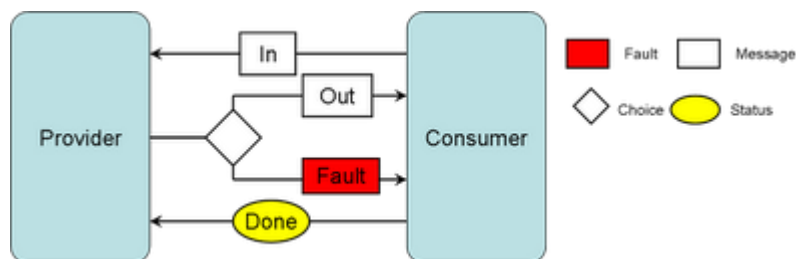 In
Out
Provider
Consumer
Fault
Done
Fault
Message
Choice
Status